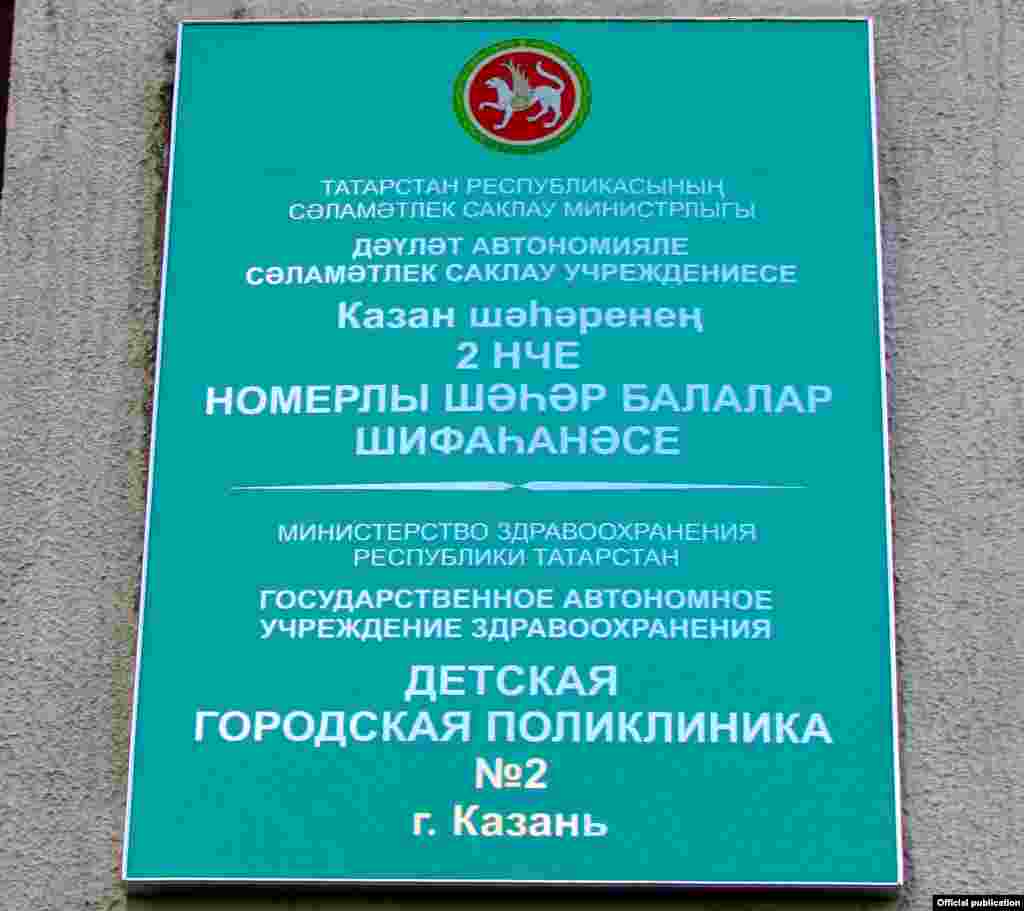 ТАТАРСТАН РЕСПУБЛИКАСЫНЫҢ
СӘЛАМӘТЛЕК САКЛАУ МИНИСТРЛЫГЫ
ДӘҮЛӘТ АВТОНОМИЯЛЕ
СӘЛАМӘТЛЕК САКЛАУ УЧРЕЖДЕНИЕСЕ
Казан шәһәренең
2 НЧЕ
НОМЕРЛЫ ШӘҺӘР БАЛАЛАР
ШИФАҺАНӘСЕ
МИНИСТЕРСТВО ЗДРАВООХРАНЕНИЯ
РЕСПУБЛИКИ ТАТАРСТАН
ГОСУДАРСТВЕННОЕ АВТОНОМНОЕ
УЧРЕЖДЕНИЕ ЗДРАВООХРАНЕНИЯ
ДЕТСКАЯ
ГОРОДСКАЯ ПОЛИКЛИНИКА
№2
г. Казань
Official publication